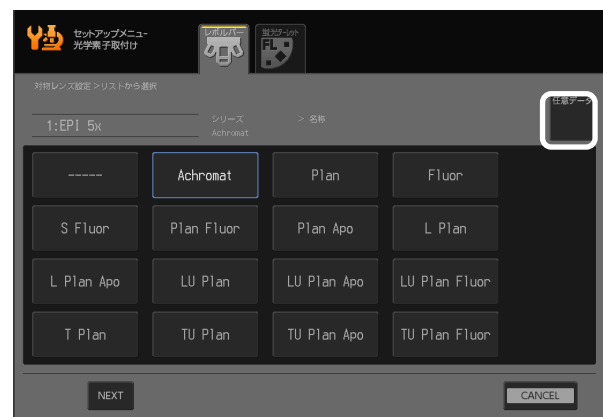 セットアップメニュー
光学素子取付け
レボルバー
蛍光ターレット
FL
対物レンズ設定 >リストから選択
任意データ
1:EPI 5x
シリーズ > 名称
Achromat
-----
Achromat
Plan
Fluor
S Fluor
Plan Fluor
Plan Apo
L Plan
L Plan Apo
LU Plan
LU Plan Apo
LU Plan Fluor
T Plan
TU Plan
TU Plan Apo
TU Plan Fluor
NEXT
CANCEL